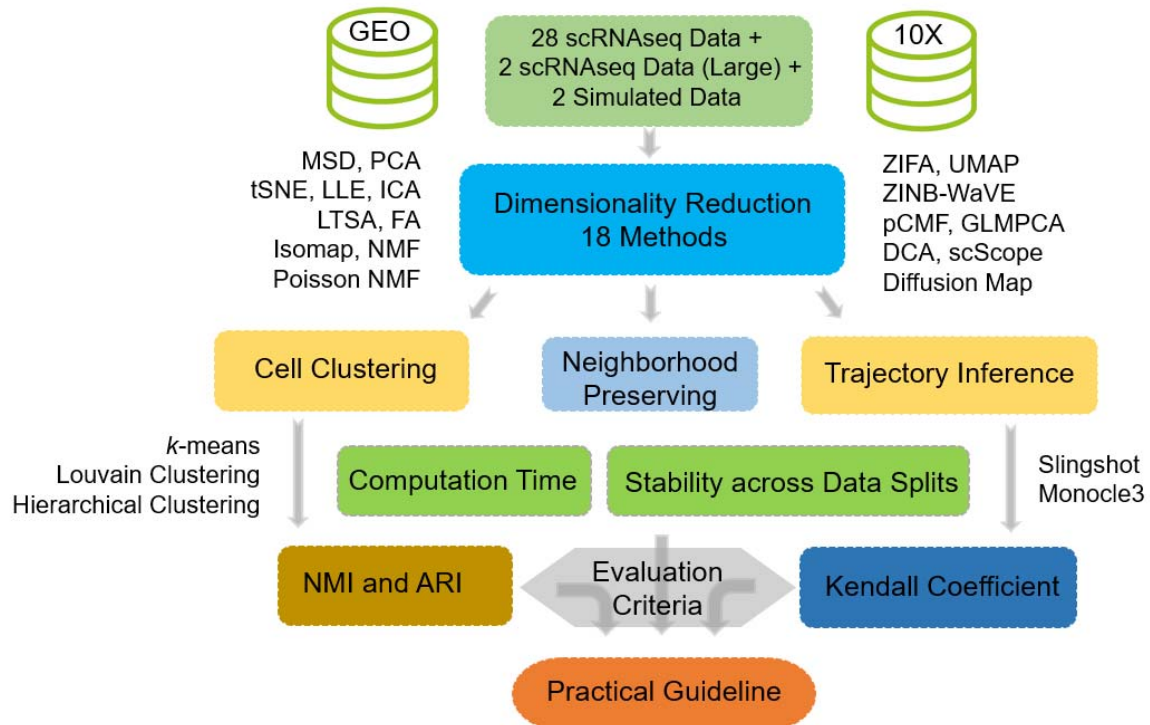 GEO
28 scRNAseq Data +
2 scRNAseq Data (Large) +
2 Simulated Data
10X
MSD, PCA
tSNE, LLE, ICA
LTSA, FA
Isomap, NMF
Poisson NMF
Dimensionality Reduction
18 Methods
ZIFA, UMAP
ZINB-WaVE
pCMF, GLMPCA
DCA, scScope
Diffusion Map
Cell Clustering
Neighborhood
Preserving
Trajectory Inference
k-means
Louvain Clustering
Hierarchical Clustering
Computation Time
Stability across Data Splits
Slingshot
Monocle3
NMI and ARI
Evaluation
Criteria
Kendall Coefficient
Practical Guideline